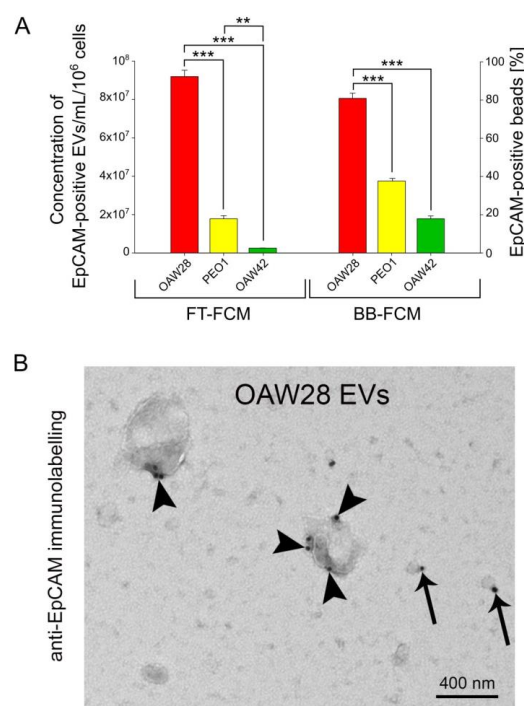 A
Concentration of
EpCAM-positive EVs/mL/10⁶ cells
10⁸
8x10⁷
6x10⁷
4x10⁷
2x10⁷
0
***
***
**
***
***
100
80
60
40
20
0
EpCAM-positive beads [%]
OAW28
PEO1
OAW42
OAW28
PEO1
OAW42
FT-FCM
BB-FCM
B
anti-EpCAM immunolabelling
OAW28 EVs
400 nm